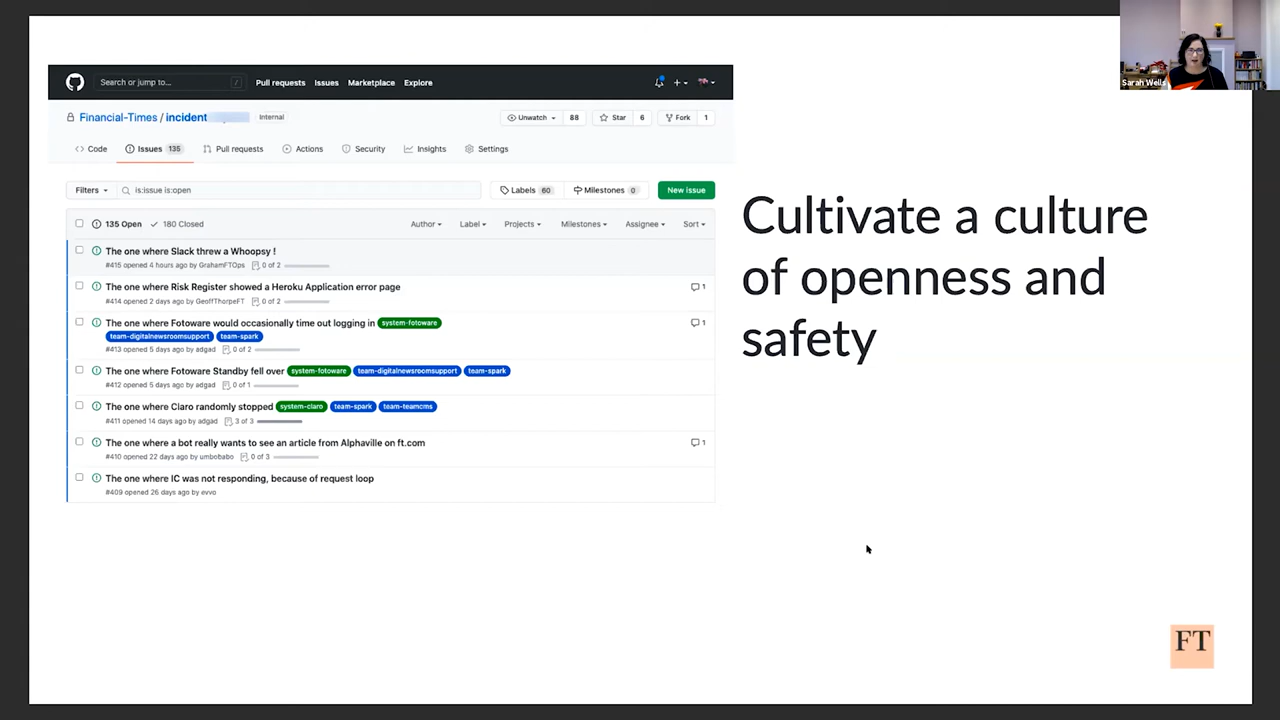 Search or jump to... /
Pull requests Issues Marketplace Explore
Financial-Times / incident Internal
Unwatch 88 Star 6 Fork 1
Code Issues 135 Pull requests Actions Security Insights Settings
Filters is:issue is:open Labels 60 Milestones 0 New issue
135 Open 180 Closed Author Label Projects Milestones Assignee Sort
The one where Slack threw a Whoopsy !
#415 opened 4 hours ago by GrahamFTOps 0 of 2
The one where Risk Register showed a Heroku Application error page 1
#414 opened 2 days ago by GeoffThorpeFT 0 of 2
The one where Fotoware would occasionally time out logging in system-fotoware 1
team-digitalnewsroomsupport team-spark
#413 opened 5 days ago by adgad 0 of 2
The one where Fotoware Standby fell over system-fotoware team-digitalnewsroomsupport team-spark
#412 opened 5 days ago by adgad 0 of 1
The one where Claro randomly stopped system-claro team-spark team-teamcms
#411 opened 14 days ago by adgad 3 of 3
The one where a bot really wants to see an article from Alphaville on ft.com 1
#410 opened 22 days ago by umbobabo 0 of 3
The one where IC was not responding, because of request loop
#409 opened 26 days ago by evvo
Cultivate a culture
of openness and
safety
Sarah Wells
FT